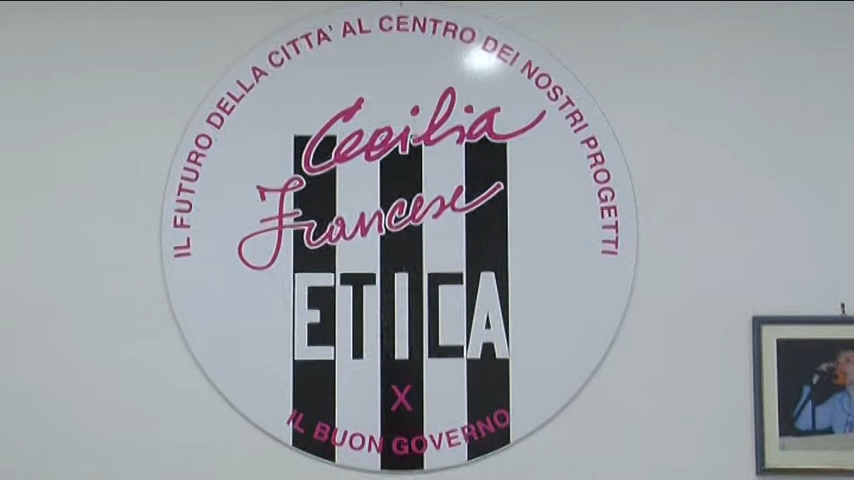 IL FUTURO DELLA CITTA' AL CENTRO DEI NOSTRI PROGETTI
Cecilia
Francese
ETICA
X
IL BUON GOVERNO